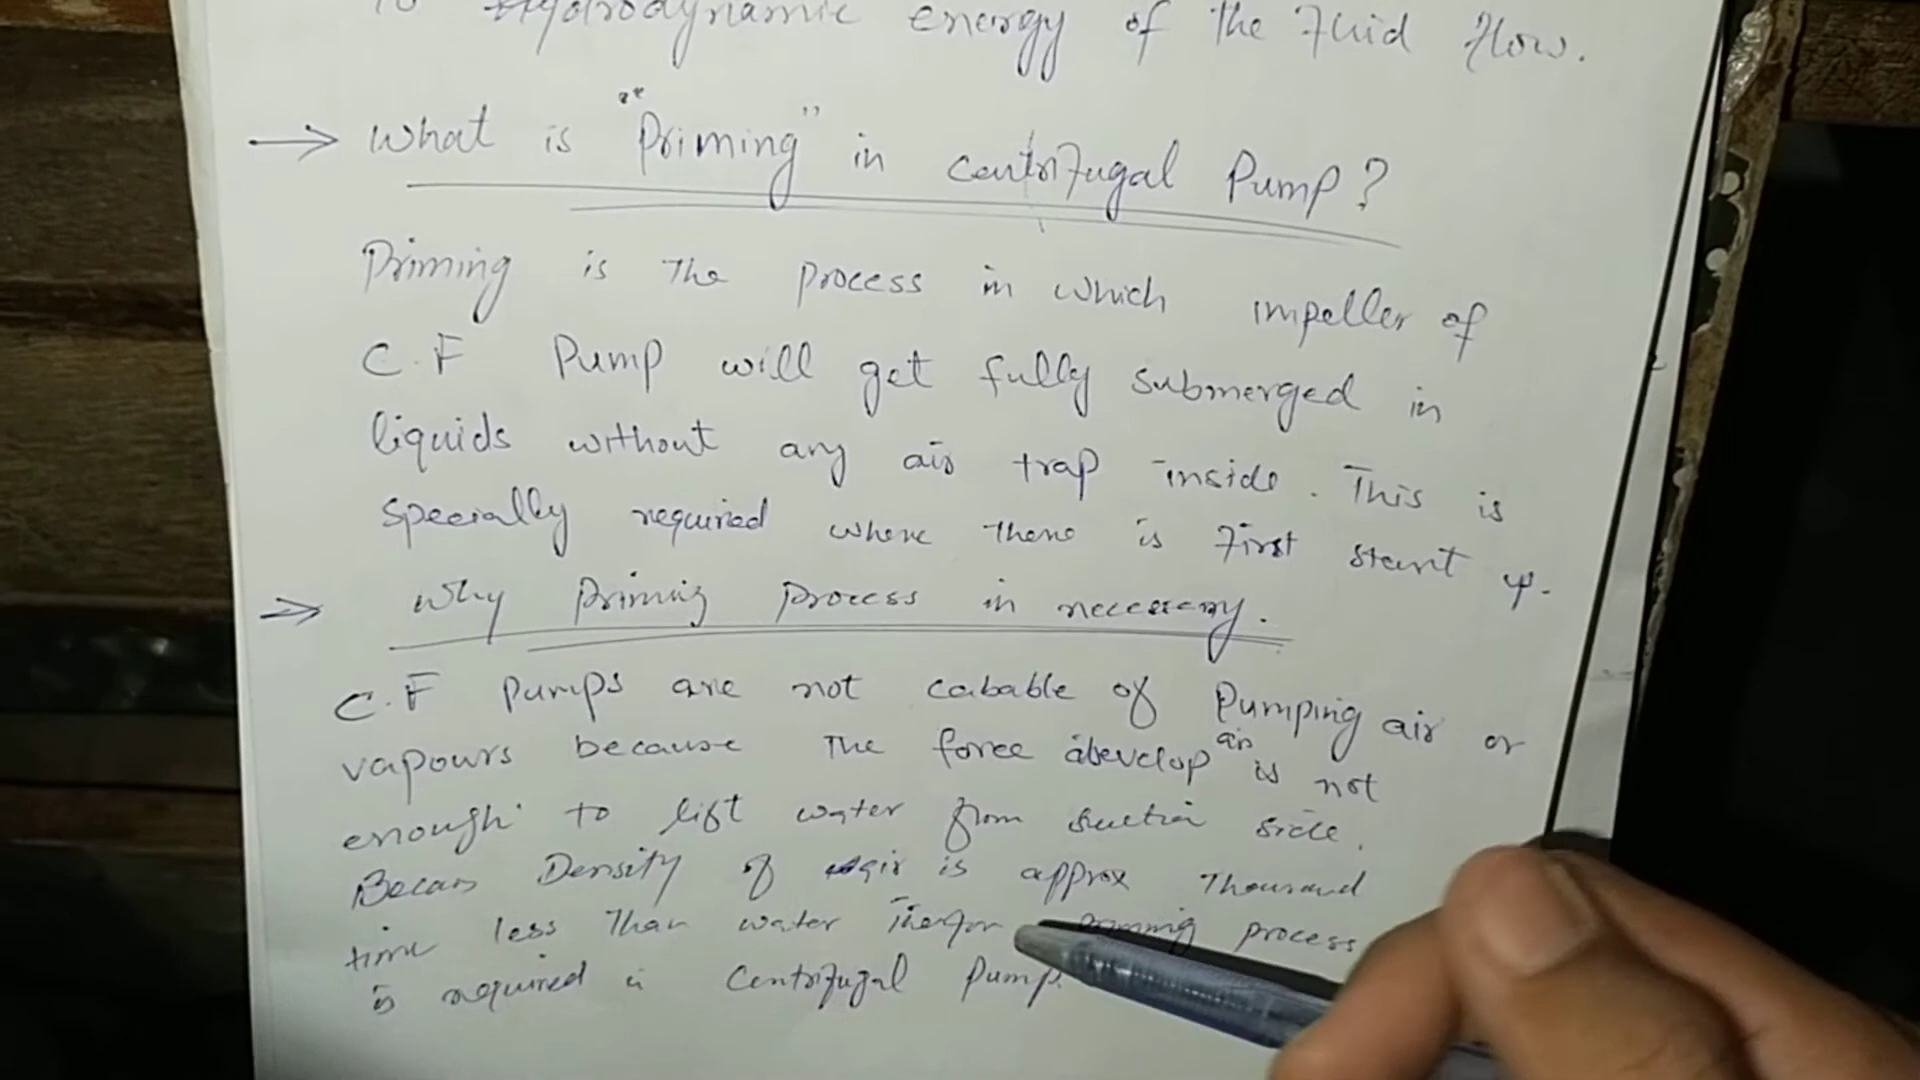 To Hydrodynamic energy of the Fluid Flow.
→ What is "Priming" in Centrifugal Pump?
Priming is The Process in which impeller of
C.F Pump will get fully submerged in
liquids without any air trap inside. This is
specially required where there is First start up.
⇒ Why Priming Process in necessary.
C.F Pumps are not cabable of Pumping air or
vapours because The force develop air is not
enough to lift water from suction side.
Becaus Density of air is approx Thousand
time less Than water Therfor priming process
is required in Centrifugal Pump.